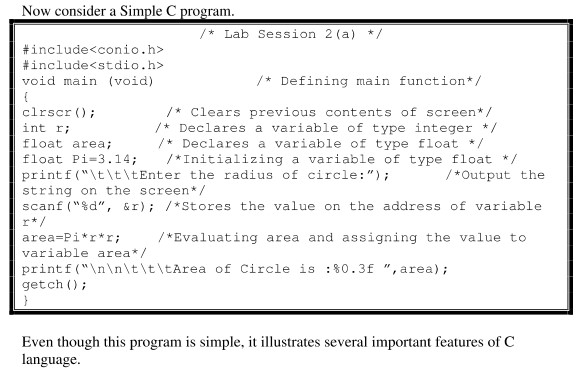 Now consider a Simple C program.
/* Lab Session 2(a) */
#include<conio.h>
#include<stdio.h>
void main (void) /* Defining main function*/
{
clrscr(); /* Clears previous contents of screen*/
int r; /* Declares a variable of type integer */
float area; /* Declares a variable of type float */
float Pi=3.14; /*Initializing a variable of type float */
printf(“\t\t\tEnter the radius of circle:”); /*Output the
string on the screen*/
scanf(“%d”, &r); /*Stores the value on the address of variable
r*/
area=Pi*r*r; /*Evaluating area and assigning the value to
variable area*/
printf(“\n\n\t\t\tArea of Circle is :%0.3f ”,area);
getch();
}
Even though this program is simple, it illustrates several important features of C
language.